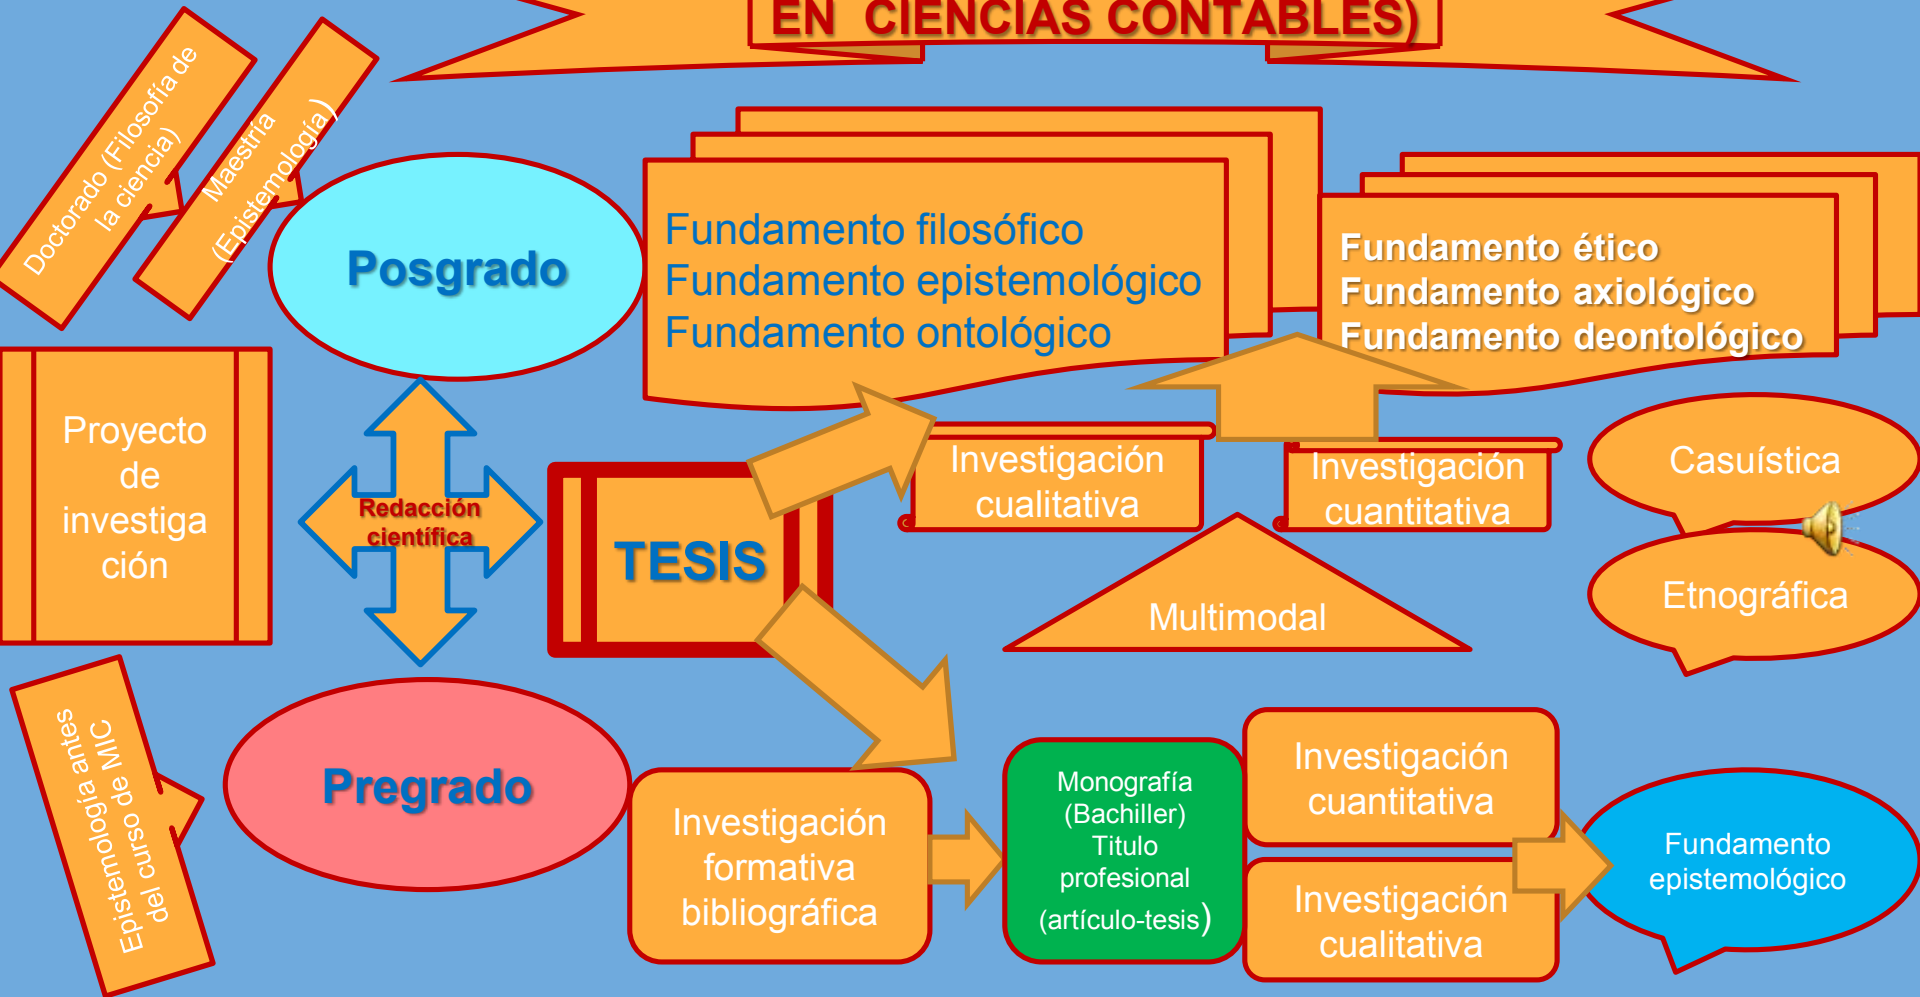 EN CIENCIAS CONTABLES)
Doctorado (Filosofía de
la ciencia)
Maestría
(Epistemología)
Posgrado
Fundamento filosófico
Fundamento epistemológico
Fundamento ontológico
Fundamento ético
Fundamento axiológico
Fundamento deontológico
Proyecto
de
investiga
ción
Redacción
científica
TESIS
Investigación
cualitativa
Investigación
cuantitativa
Casuística
Etnográfica
Multimodal
Epistemología antes
del curso de MIC
Pregrado
Investigación
formativa
bibliográfica
Monografía
(Bachiller)
Titulo
profesional
(artículo-tesis)
Investigación
cuantitativa
Investigación
cualitativa
Fundamento
epistemológico